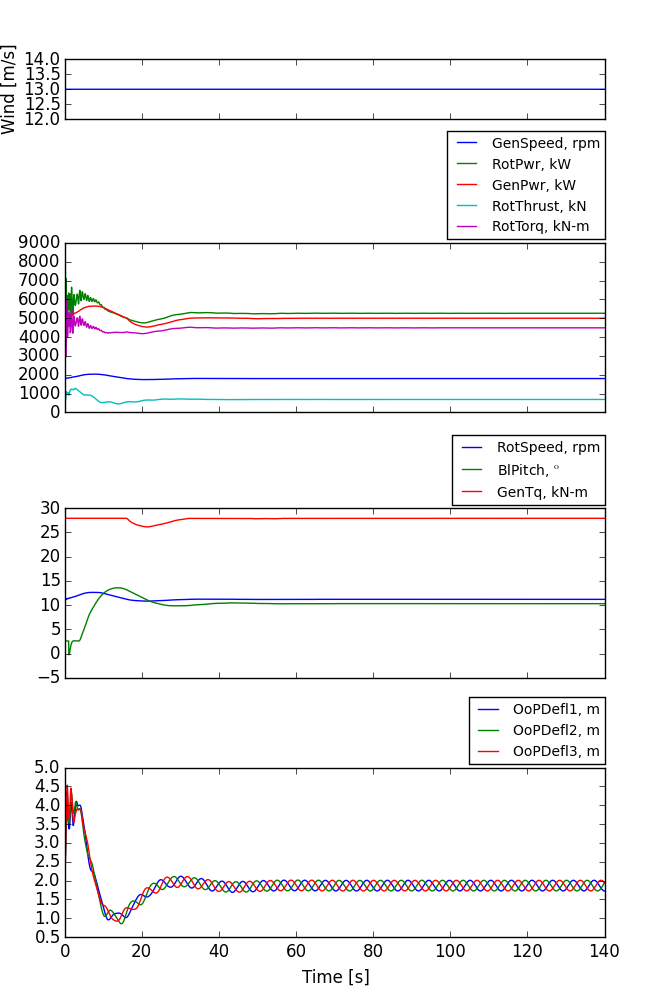 Wind [m/s]
14.0
13.5
13.0
12.5
12.0
GenSpeed, rpm
RotPwr, kW
GenPwr, kW
RotThrust, kN
RotTorq, kN-m
9000
8000
7000
6000
5000
4000
3000
2000
1000
0
RotSpeed, rpm
BlPitch, °
GenTq, kN-m
30
25
20
15
10
5
0
−5
OoPDefl1, m
OoPDefl2, m
OoPDefl3, m
5.0
4.5
4.0
3.5
3.0
2.5
2.0
1.5
1.0
0.5
0 20 40 60 80 100 120 140
Time [s]